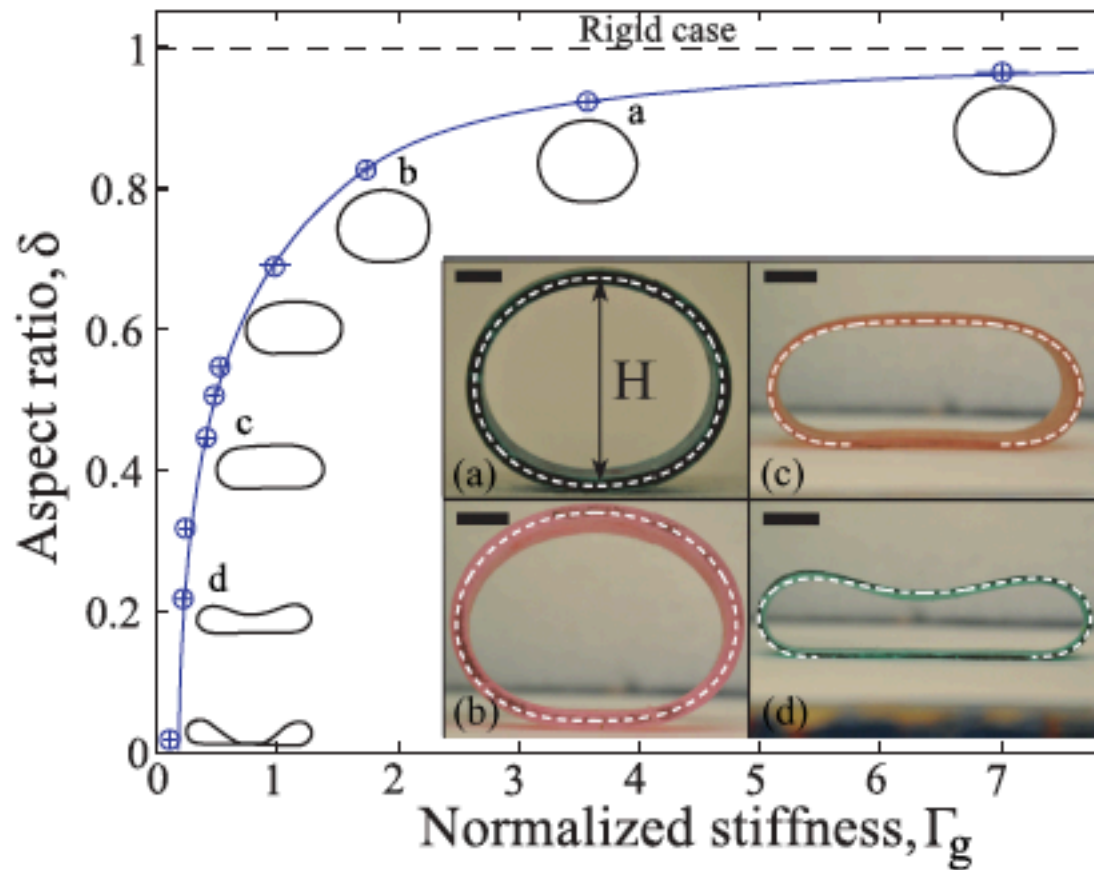 Rigid case
1
0.8
0.6
0.4
0.2
0
Aspect ratio, δ
a
b
c
d
H
(a)
(c)
(b)
(d)
0 1 2 3 4 5 6 7
Normalized stiffness, Γg